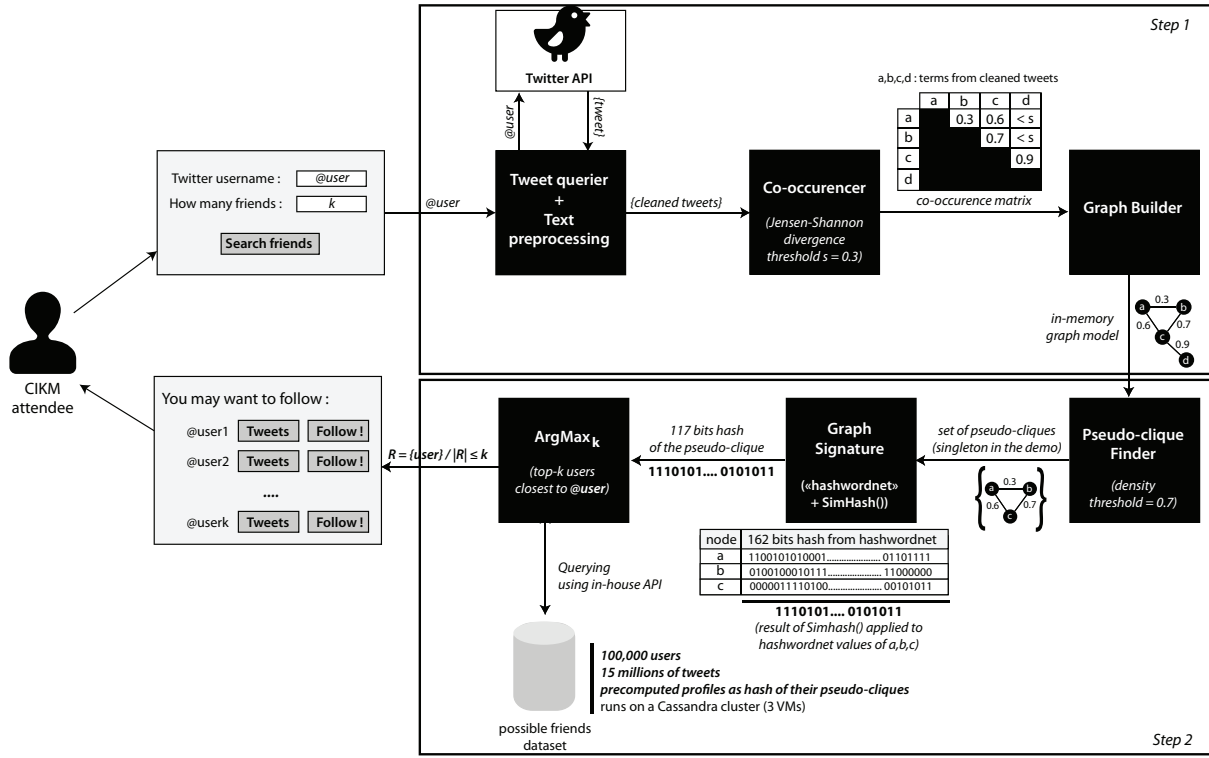 Step 1
Twitter API
@user
{tweet}
a,b,c,d : terms from cleaned tweets
a b c d
a 0.3 0.6 < s
b 0.7 < s
c 0.9
d
co-occurence matrix
Twitter username : @user
How many friends : k
Search friends
@user
Tweet querier
+
Text
preprocessing
{cleaned tweets}
Co-occurencer
(Jensen-Shannon
divergence
threshold s = 0.3)
Graph Builder
in-memory
graph model
a 0.3 b
0.6 0.7
c
0.9
d
CIKM
attendee
You may want to follow :
@user1 Tweets Follow !
@user2 Tweets Follow !
....
@userk Tweets Follow !
R = {user} / |R| ≤ k
ArgMaxk
(top-k users
closest to @user)
117 bits hash
of the pseudo-clique
1110101.... 0101011
Graph
Signature
(«hashwordnet»
+ SimHash())
set of pseudo-cliques
(singleton in the demo)
{ a 0.3 b }
0.6 0.7
c
Pseudo-clique
Finder
(density
threshold = 0.7)
node 162 bits hash from hashwordnet
a 1100101010001...................... 01101111
b 0100100010111...................... 11000000
c 0000011110100...................... 00101011
1110101.... 0101011
(result of Simhash() applied to
hashwordnet values of a,b,c)
Querying
using in-house API
100,000 users
15 millions of tweets
precomputed profiles as hash of their pseudo-cliques
runs on a Cassandra cluster (3 VMs)
possible friends
dataset
Step 2